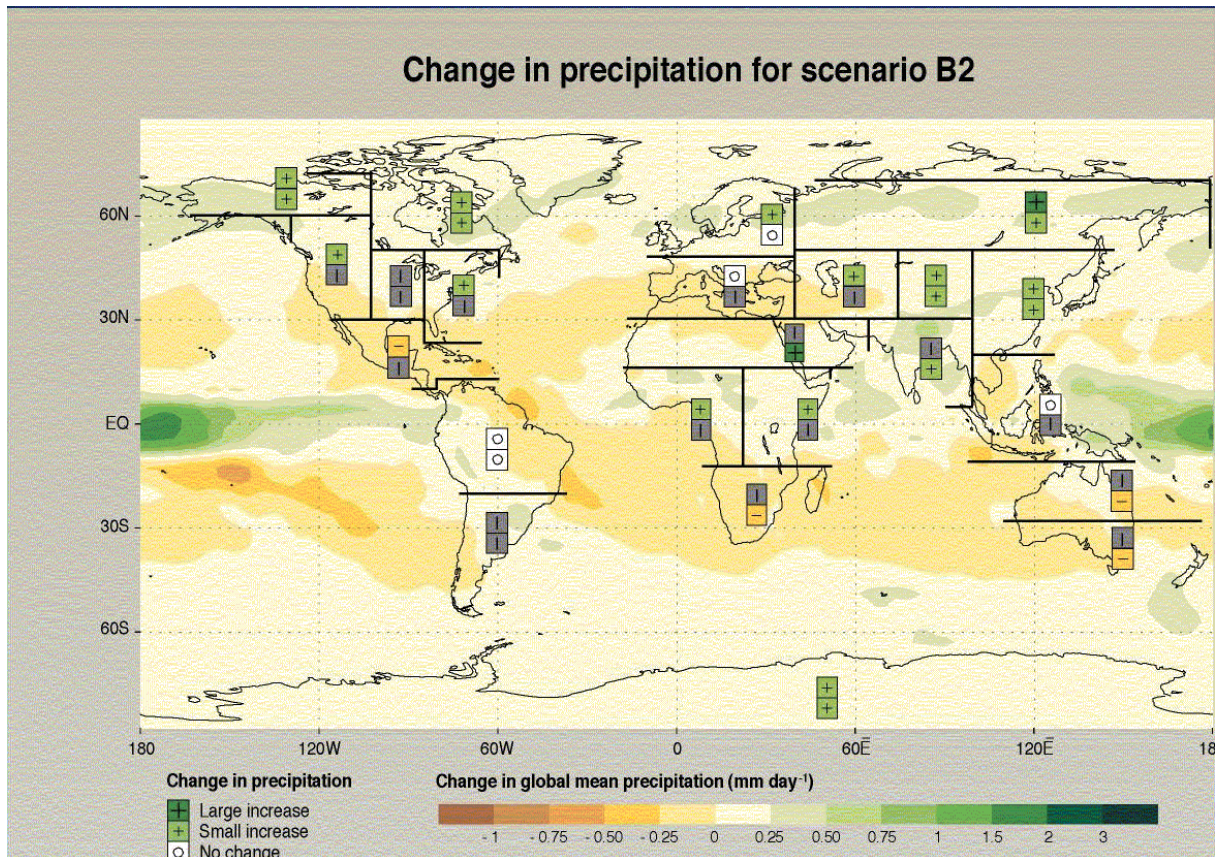 Change in precipitation for scenario B2
60N
30N
EQ
30S
60S
180 120W 60W 0 60E 120E 18
Change in precipitation
Large increase
Small increase
No change
Change in global mean precipitation (mm day-1)
- 1 - 0.75 -0.50 -0.25 0 0.25 0.50 0.75 1 1.5 2 3